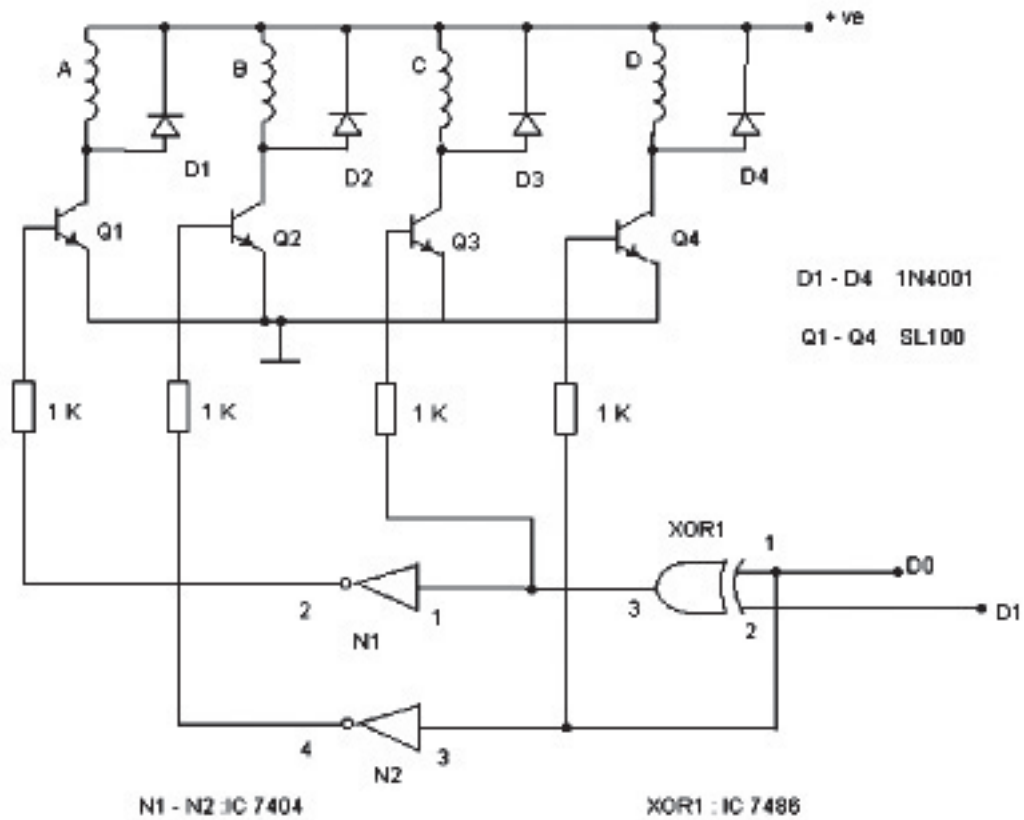 + ve
A
B
C
D
D1
D2
D3
D4
Q1
Q2
Q3
Q4
D1 - D4 1N4001
Q1 - Q4 SL100
1 K
1 K
1 K
1 K
XOR1
1
D0
3
2
D1
2
1
N1
4
3
N2
N1 - N2 :IC 7404
XOR1 : IC 7486